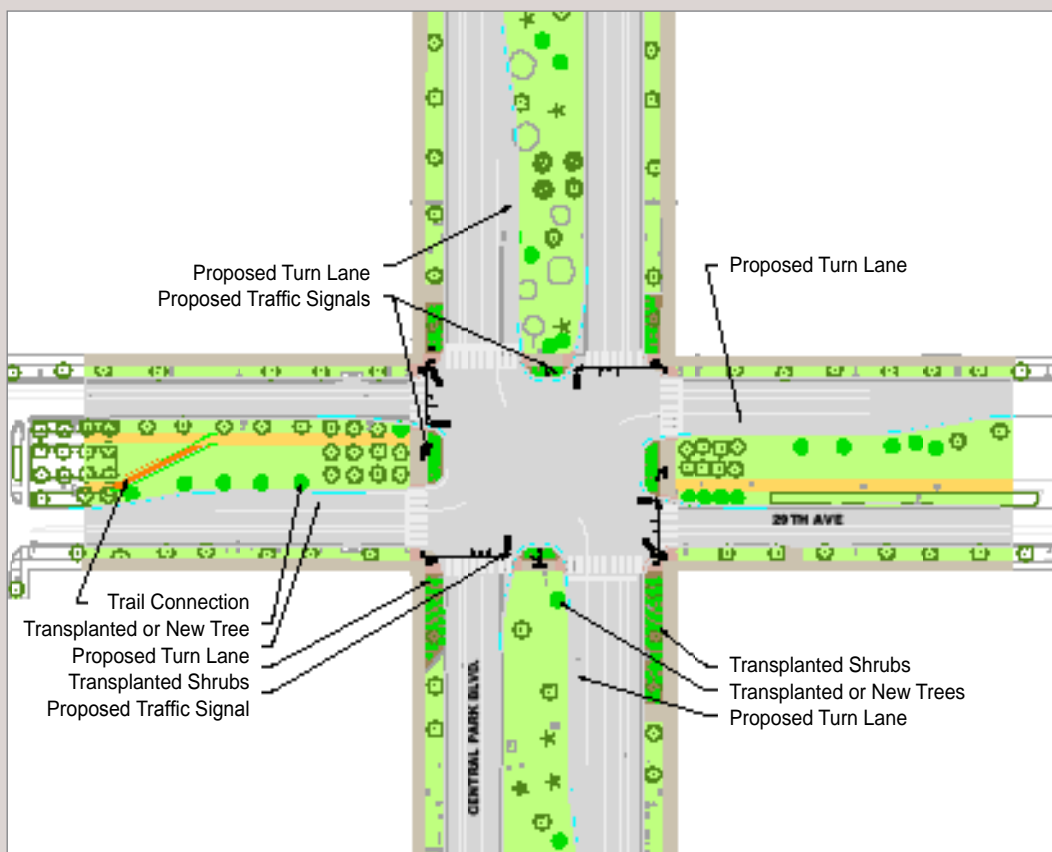 Proposed Turn Lane
Proposed Traffic Signals
Proposed Turn Lane
29TH AVE
Trail Connection
Transplanted or New Tree
Proposed Turn Lane
Transplanted Shrubs
Proposed Traffic Signal
CENTRAL PARK BLVD.
Transplanted Shrubs
Transplanted or New Trees
Proposed Turn Lane